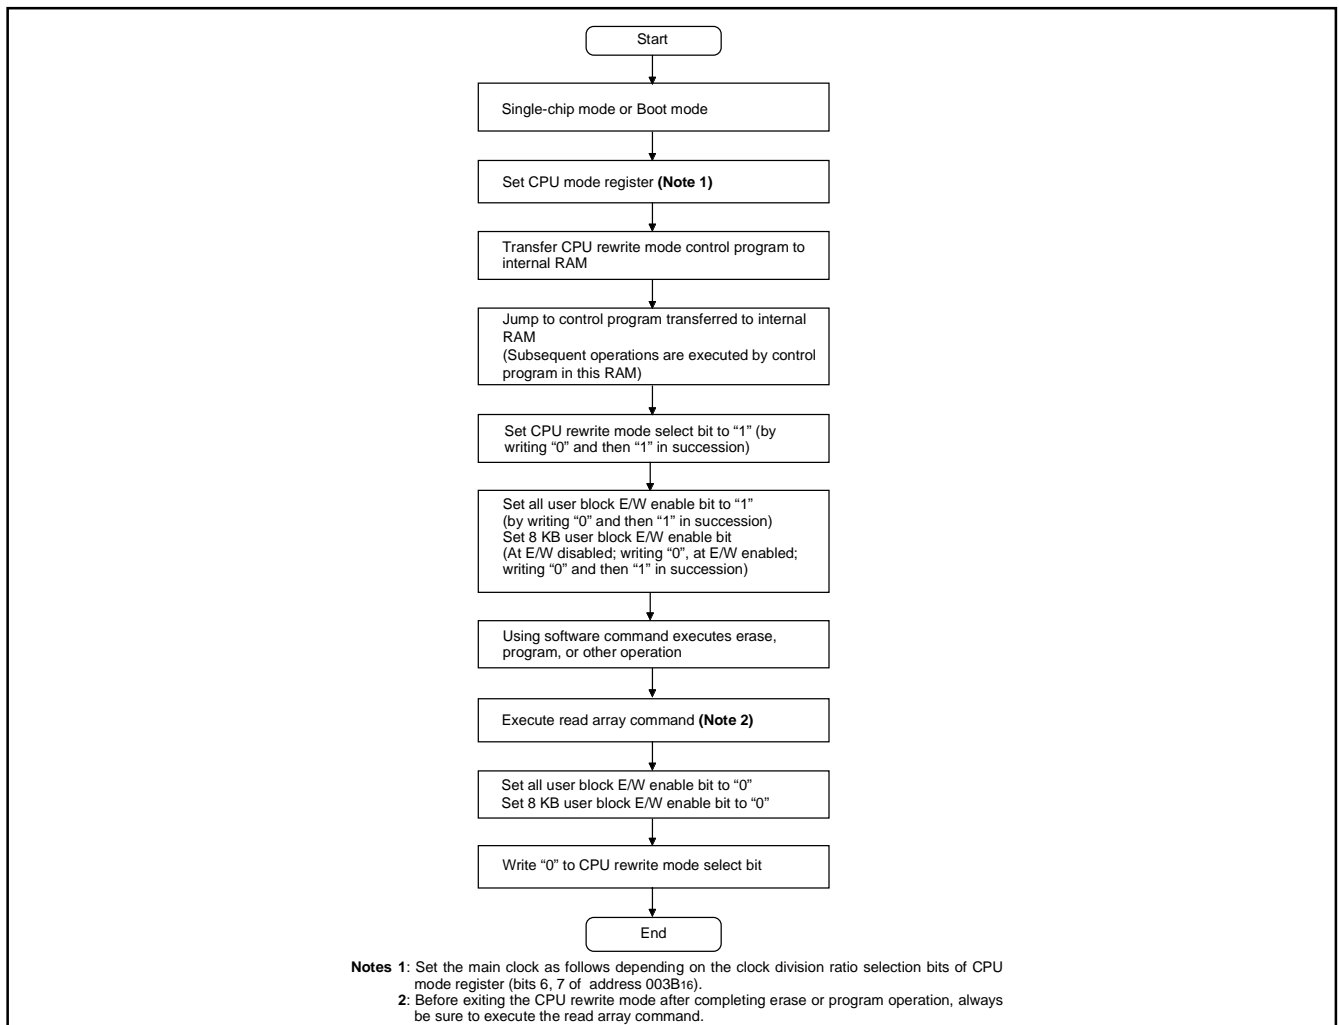 Start
Single-chip mode or Boot mode
Set CPU mode register (Note 1)
Transfer CPU rewrite mode control program to
internal RAM
Jump to control program transferred to internal
RAM
(Subsequent operations are executed by control
program in this RAM)
Set CPU rewrite mode select bit to “1” (by
writing “0” and then “1” in succession)
Set all user block E/W enable bit to “1”
(by writing “0” and then “1” in succession)
Set 8 KB user block E/W enable bit
(At E/W disabled; writing “0”, at E/W enabled;
writing “0” and then “1” in succession)
Using software command executes erase,
program, or other operation
Execute read array command (Note 2)
Set all user block E/W enable bit to “0”
Set 8 KB user block E/W enable bit to “0”
Write “0” to CPU rewrite mode select bit
End
Notes 1: Set the main clock as follows depending on the clock division ratio selection bits of CPU
mode register (bits 6, 7 of address 003B16).
2: Before exiting the CPU rewrite mode after completing erase or program operation, always
be sure to execute the read array command.